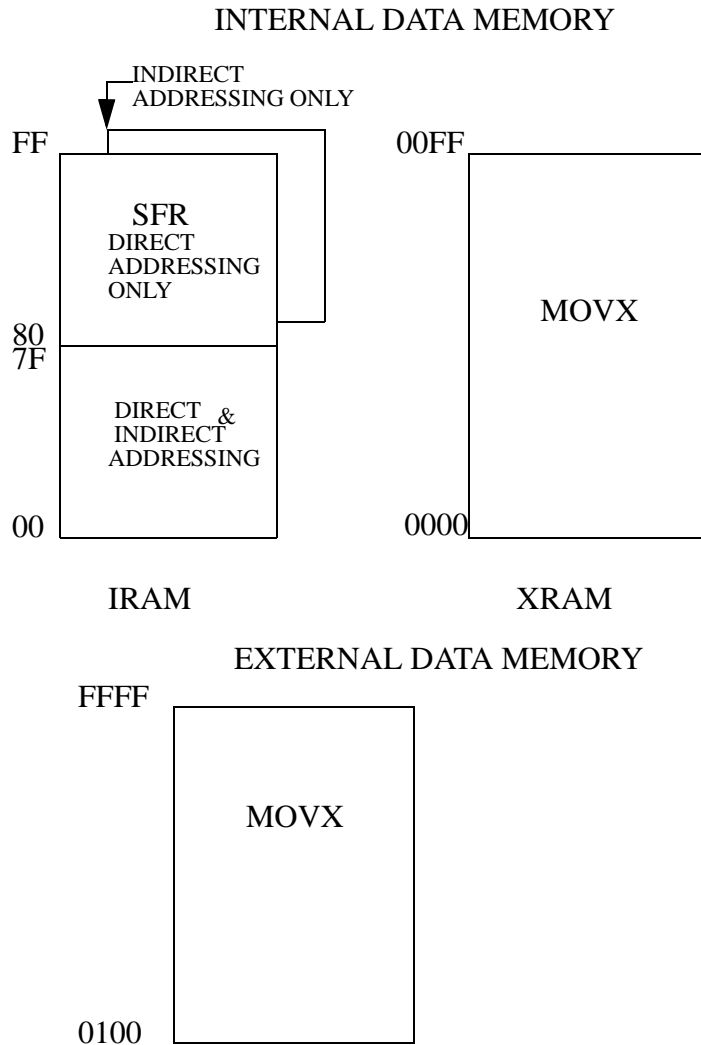 INTERNAL DATA MEMORY
INDIRECT
ADDRESSING ONLY
FF
00FF
SFR
DIRECT
ADDRESSING
ONLY
MOVX
80
7F
DIRECT &
INDIRECT
ADDRESSING
00
0000
IRAM
XRAM
EXTERNAL DATA MEMORY
FFFF
MOVX
0100